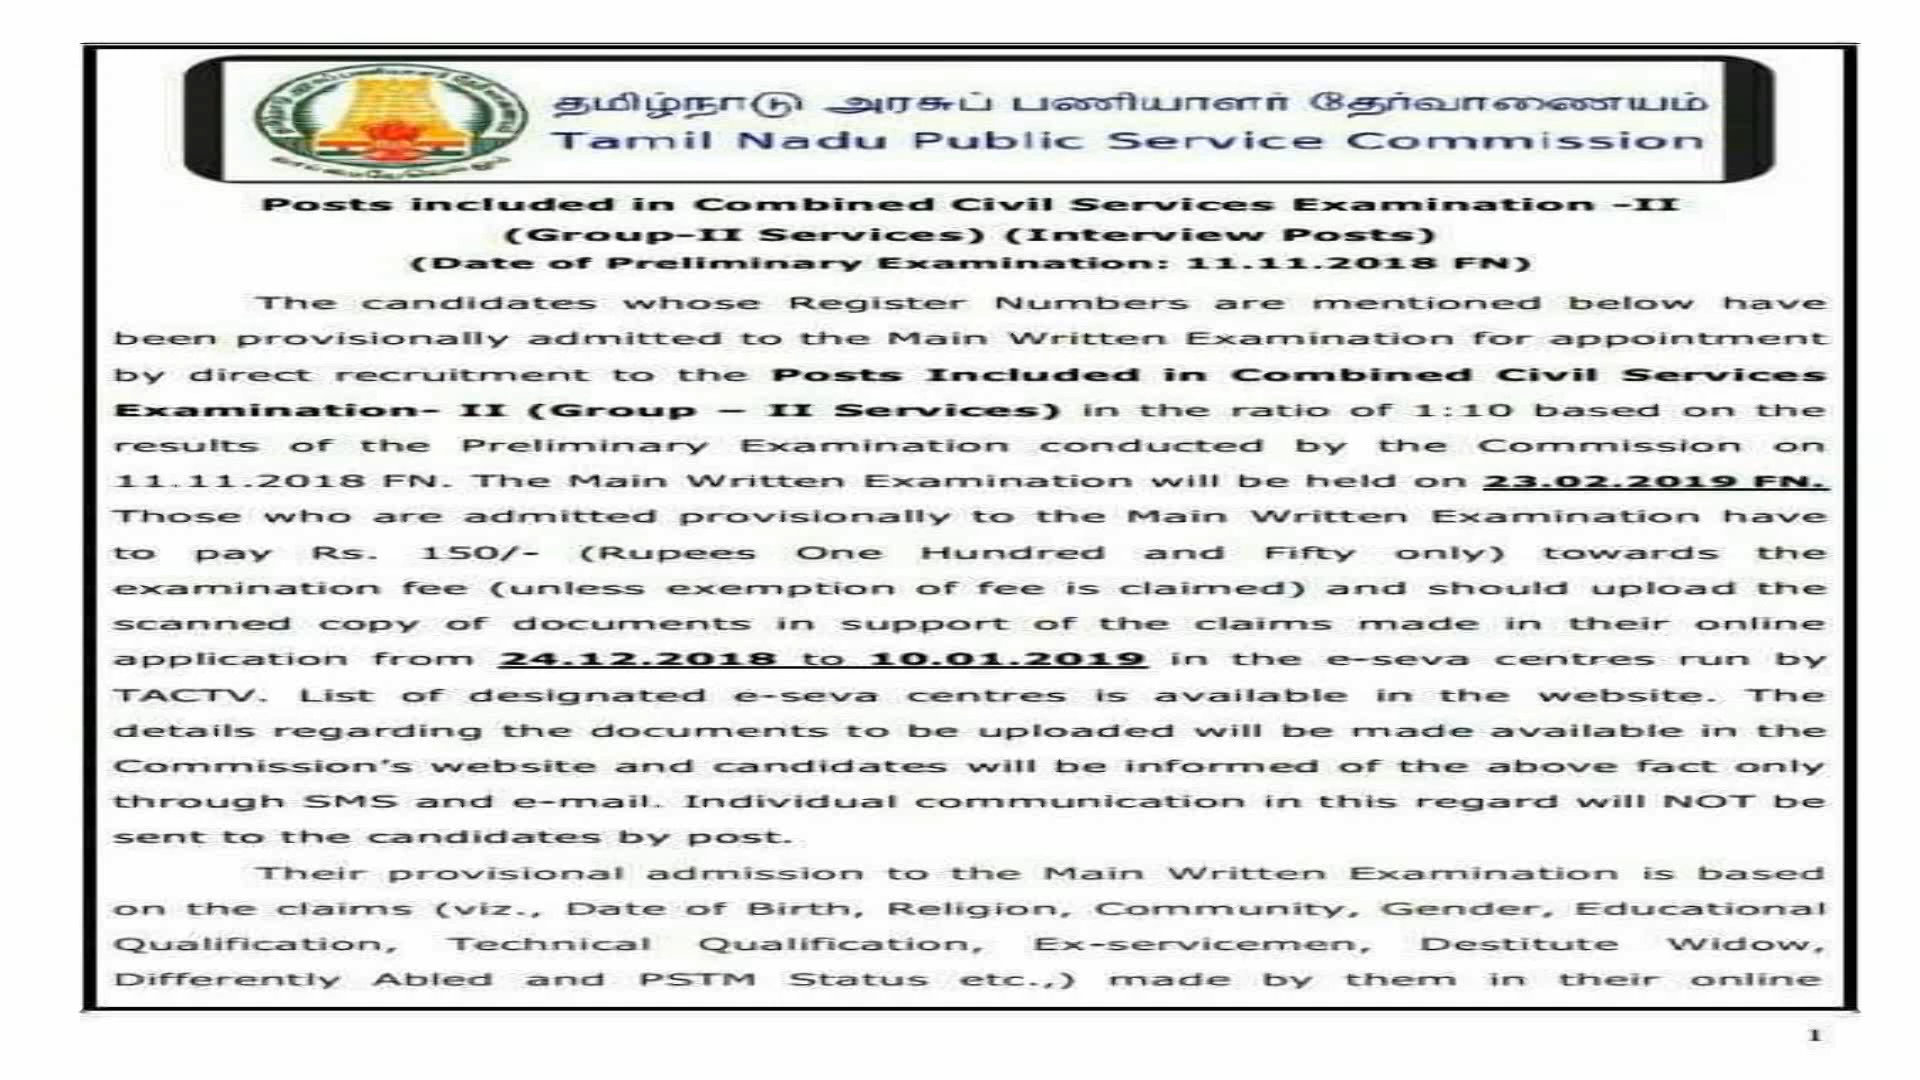 தமிழ்நாடு அரசுப் பணியாளர் தேர்வாணையம்
Tamil Nadu Public Service Commission
Posts included in Combined Civil Services Examination -II
(Group-II Services) (Interview Posts)
(Date of Preliminary Examination: 11.11.2018 FN)
The candidates whose Register Numbers are mentioned below have
been provisionally admitted to the Main Written Examination for appointment
by direct recruitment to the Posts Included in Combined Civil Services
Examination- II (Group – II Services) in the ratio of 1:10 based on the
results of the Preliminary Examination conducted by the Commission on
11.11.2018 FN. The Main Written Examination will be held on 23.02.2019 FN.
Those who are admitted provisionally to the Main Written Examination have
to pay Rs. 150/- (Rupees One Hundred and Fifty only) towards the
examination fee (unless exemption of fee is claimed) and should upload the
scanned copy of documents in support of the claims made in their online
application from 24.12.2018 to 10.01.2019 in the e-seva centres run by
TACTV. List of designated e-seva centres is available in the website. The
details regarding the documents to be uploaded will be made available in the
Commission's website and candidates will be informed of the above fact only
through SMS and e-mail. Individual communication in this regard will NOT be
sent to the candidates by post.
Their provisional admission to the Main Written Examination is based
on the claims (viz., Date of Birth, Religion, Community, Gender, Educational
Qualification, Technical Qualification, Ex-servicemen, Destitute Widow,
Differently Abled and PSTM Status etc.,) made by them in their online
1